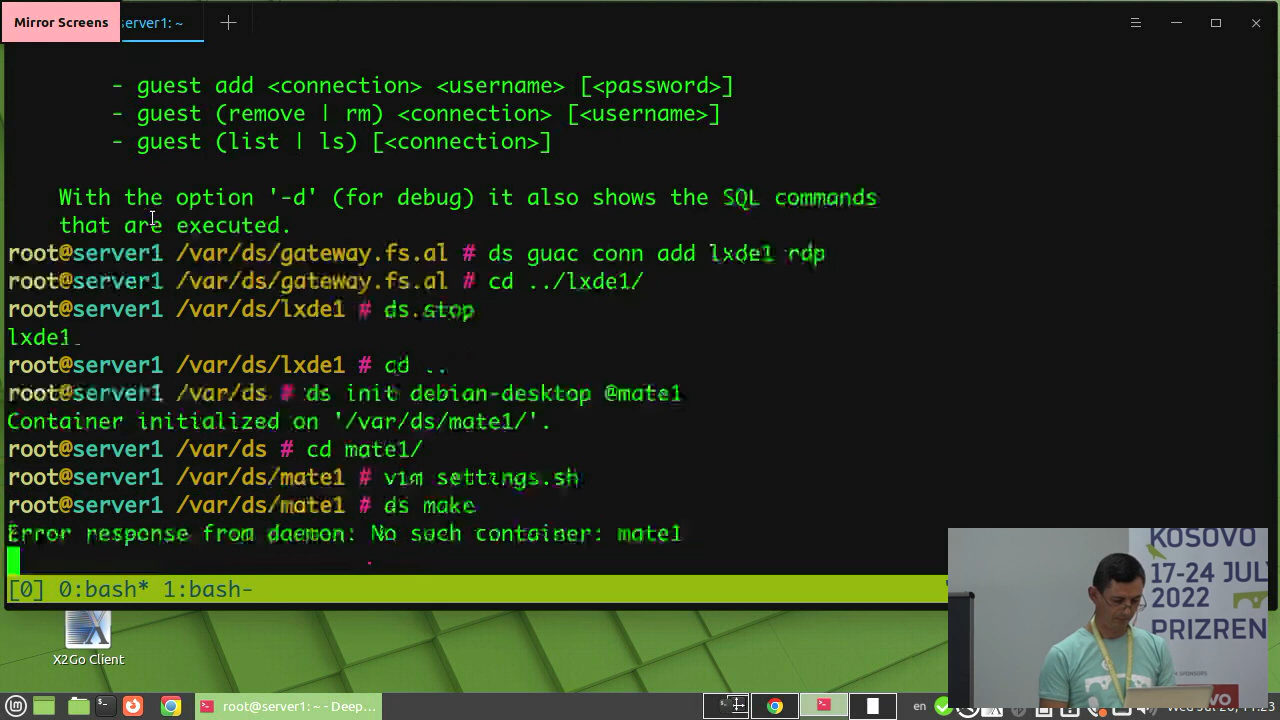 Mirror Screens
server1: ~
- guest add <connection> <username> [<password>]
- guest (remove | rm) <connection> [<username>]
- guest (list | ls) [<connection>]
With the option '-d' (for debug) it also shows the SQL commands
that are executed.
root@server1 /var/ds/gateway.fs.al # ds guac conn add lxde1 rdp
root@server1 /var/ds/gateway.fs.al # cd ../lxde1/
root@server1 /var/ds/lxde1 # ds stop
lxde1
root@server1 /var/ds/lxde1 # cd ..
root@server1 /var/ds # ds init debian-desktop @mate1
Container initialized on '/var/ds/mate1/'.
root@server1 /var/ds # cd mate1/
root@server1 /var/ds/mate1 # vim settings.sh
root@server1 /var/ds/mate1 # ds make
Error response from daemon: No such container: mate1
[0] 0:bash* 1:bash-
X2Go Client
KOSOVO
17-24 JULY
2022
PRIZREN
SPONSORS
root@server1: ~ - Deep...
en